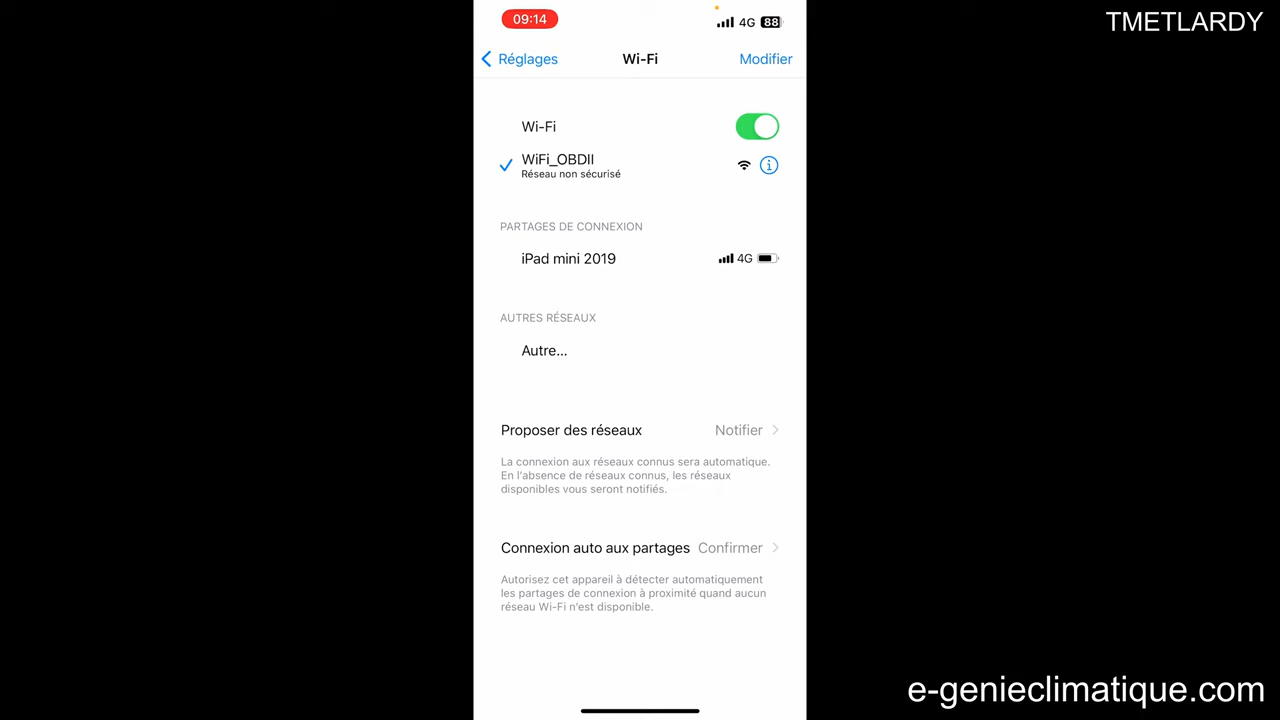 TMETLARDY
09:14
4G 88
Réglages
Wi-Fi
Modifier
Wi-Fi
WiFi_OBDII
Réseau non sécurisé
PARTAGES DE CONNEXION
iPad mini 2019
4G
AUTRES RÉSEAUX
Autre...
Proposer des réseaux
Notifier
La connexion aux réseaux connus sera automatique.
En l'absence de réseaux connus, les réseaux
disponibles vous seront notifiés.
Connexion auto aux partages
Confirmer
Autorisez cet appareil à détecter automatiquement
les partages de connexion à proximité quand aucun
réseau Wi-Fi n'est disponible.
e-genieclimatique.com